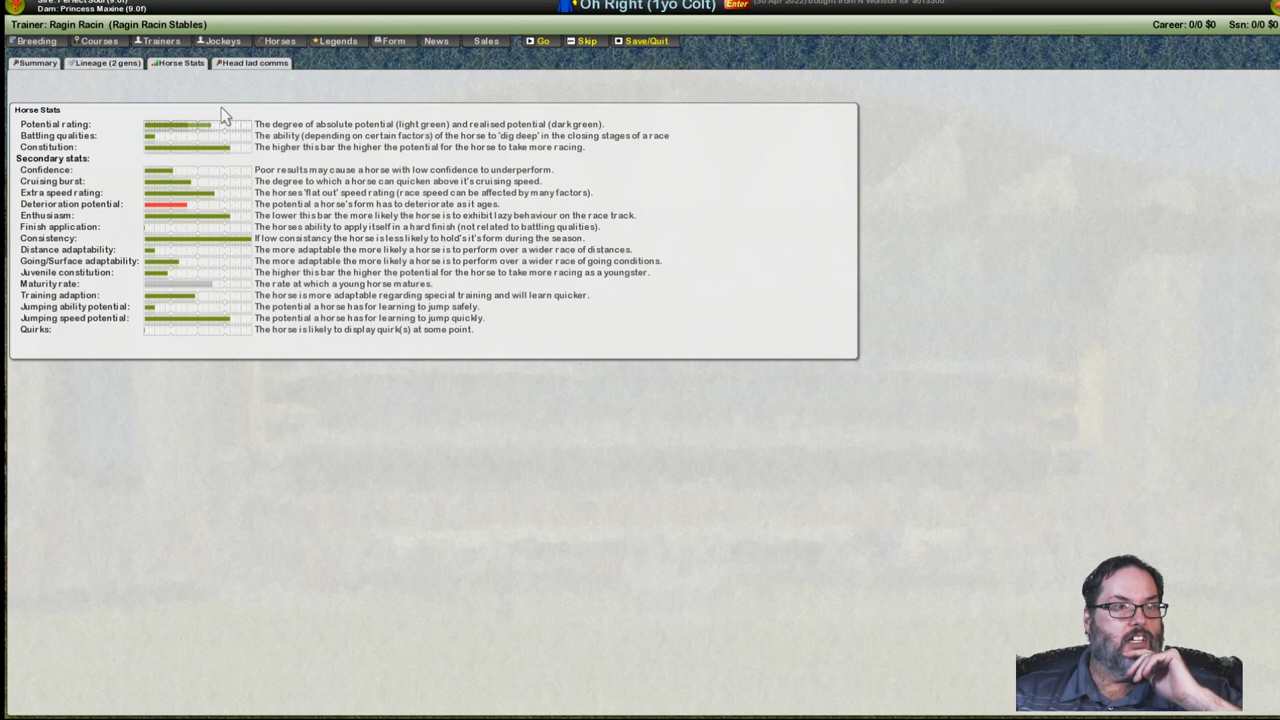 Dam: Princess Maxine (9.0f)
Oh Right (1yo Colt) Enter
Trainer: Ragin Racin (Ragin Racin Stables) Career: 0/0 $0 Ssn: 0/0 $0
Breeding Courses Trainers Jockeys Horses Legends Form News Sales Go Skip Save/Quit
Summary Lineage (2 gens) Horse Stats Head lad comms
Horse Stats
Potential rating: The degree of absolute potential (light green) and realised potential (dark green).
Battling qualities: The ability (depending on certain factors) of the horse to 'dig deep' in the closing stages of a race
Constitution: The higher this bar the higher the potential for the horse to take more racing.
Secondary stats:
Confidence: Poor results may cause a horse with low confidence to underperform.
Cruising burst: The degree to which a horse can quicken above it's cruising speed.
Extra speed rating: The horses 'flat out' speed rating (race speed can be affected by many factors).
Deterioration potential: The potential a horse's form has to deteriorate as it ages.
Enthusiasm: The lower this bar the more likely the horse is to exhibit lazy behaviour on the race track.
Finish application: The horses ability to apply itself in a hard finish (not related to battling qualities).
Consistency: If low consistancy the horse is less likely to hold's it's form during the season.
Distance adaptability: The more adaptable the more likely a horse is to perform over a wider race of distances.
Going/Surface adaptability: The more adaptable the more likely a horse is to perform over a wider race of going conditions.
Juvenile constitution: The higher this bar the higher the potential for the horse to take more racing as a youngster.
Maturity rate: The rate at which a young horse matures.
Training adaption: The horse is more adaptable regarding special training and will learn quicker.
Jumping ability potential: The potential a horse has for learning to jump safely.
Jumping speed potential: The potential a horse has for learning to jump quickly.
Quirks: The horse is likely to display quirk(s) at some point.